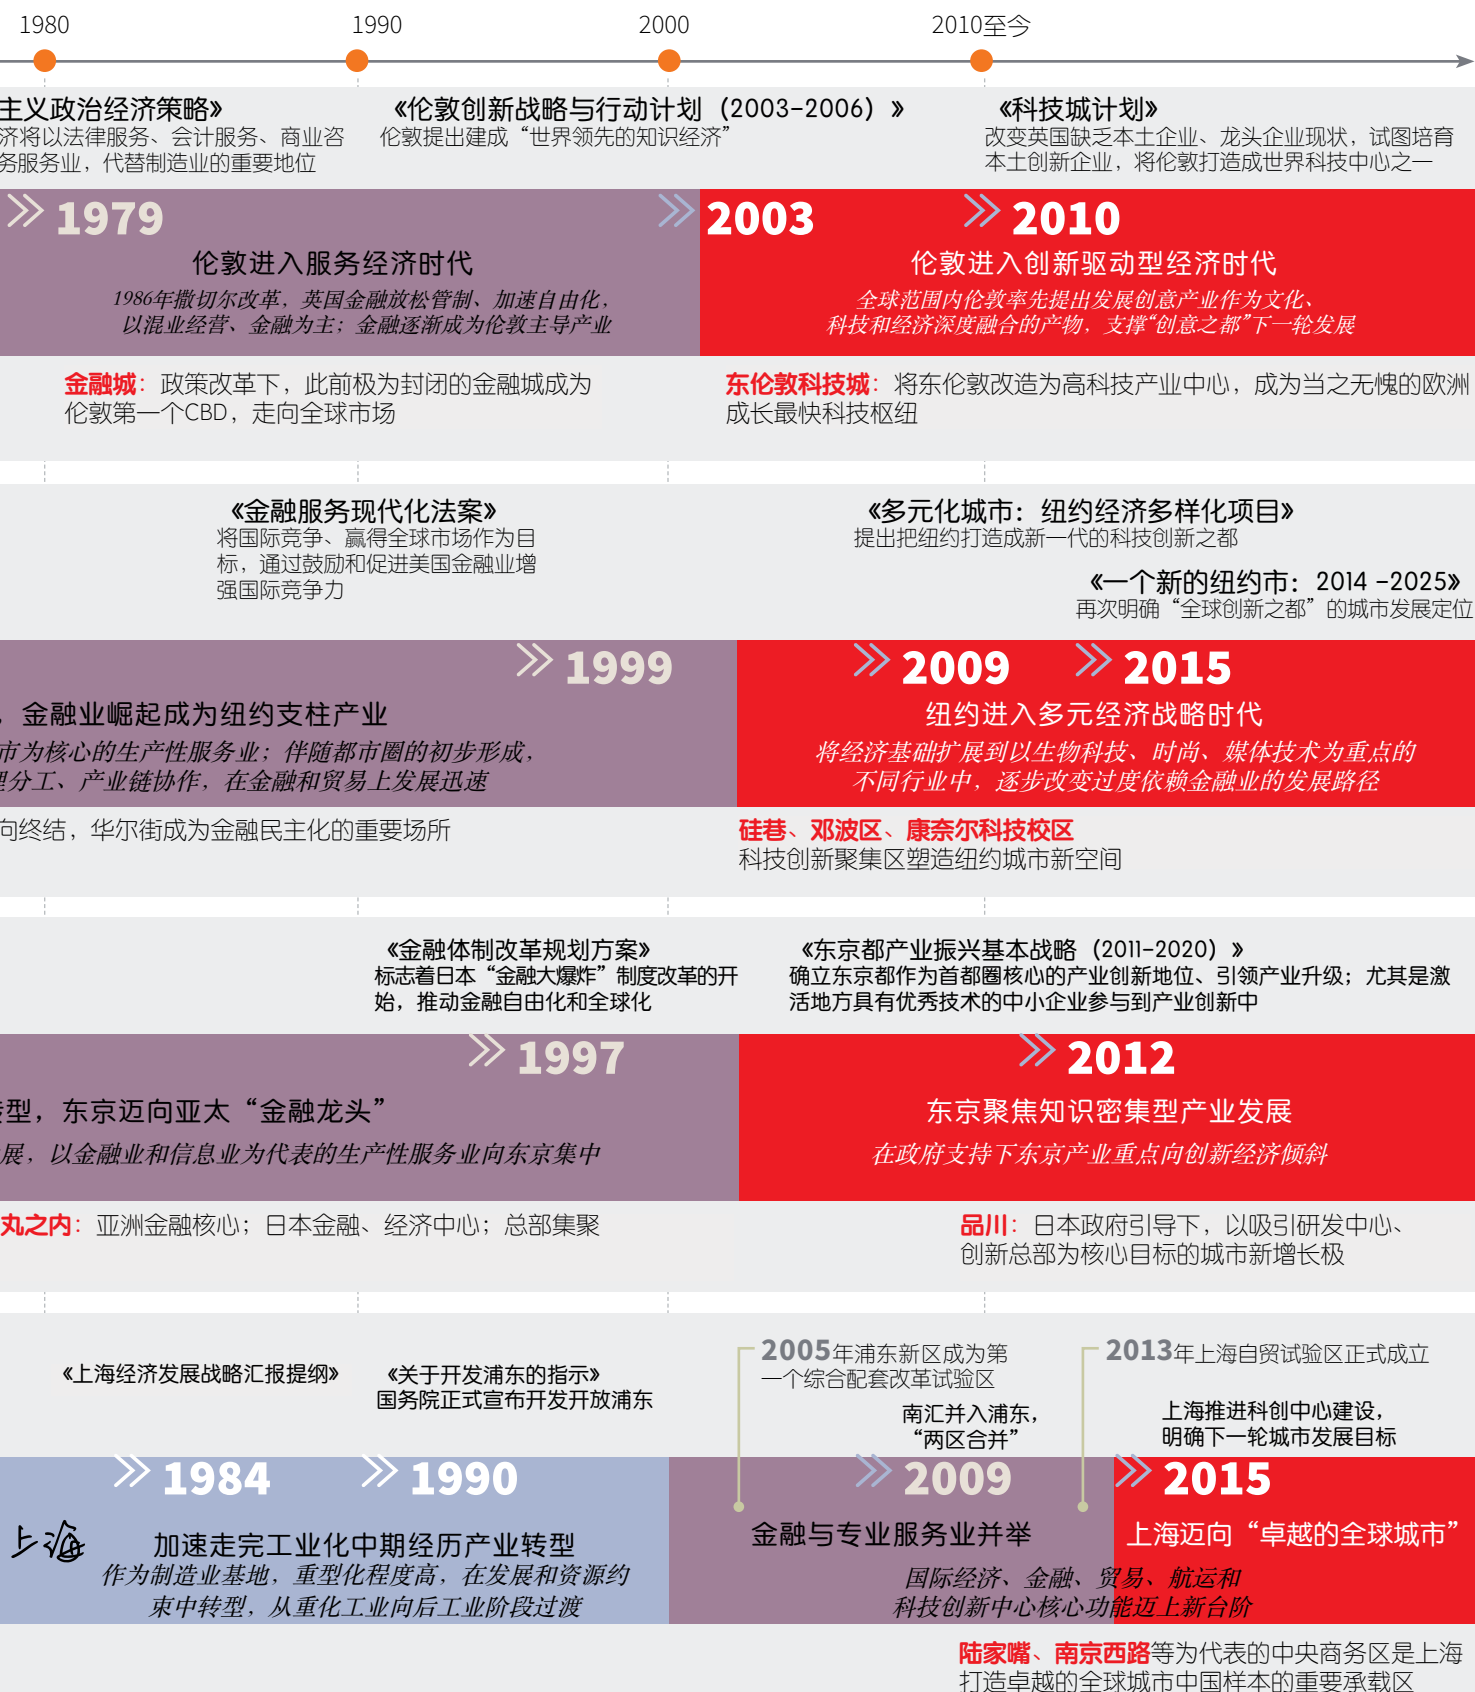 1980 1990 2000 2010至今
主义政治经济策略》
济将以法律服务、会计服务、商业咨
务服务业，代替制造业的重要地位
《伦敦创新战略与行动计划（2003-2006）》
伦敦提出建成“世界领先的知识经济”
《科技城计划》
改变英国缺乏本土企业、龙头企业现状，试图培育
本土创新企业，将伦敦打造成世界科技中心之一
1979
伦敦进入服务经济时代
1986年撒切尔改革，英国金融放松管制、加速自由化，
以混业经营、金融为主；金融逐渐成为伦敦主导产业
2003 2010
伦敦进入创新驱动型经济时代
全球范围内伦敦率先提出发展创意产业作为文化、
科技和经济深度融合的产物，支撑“创意之都”下一轮发展
金融城：政策改革下，此前极为封闭的金融城成为
伦敦第一个CBD，走向全球市场
东伦敦科技城：将东伦敦改造为高科技产业中心，成为当之无愧的欧洲
成长最快科技枢纽
《金融服务现代化法案》
将国际竞争、赢得全球市场作为目
标，通过鼓励和促进美国金融业增
强国际竞争力
《多元化城市：纽约经济多样化项目》
提出把纽约打造成新一代的科技创新之都
《一个新的纽约市：2014 -2025》
再次明确“全球创新之都”的城市发展定位
1999
，金融业崛起成为纽约支柱产业
市为核心的生产性服务业；伴随都市圈的初步形成，
理分工、产业链协作，在金融和贸易上发展迅速
2009 2015
纽约进入多元经济战略时代
将经济基础扩展到以生物科技、时尚、媒体技术为重点的
不同行业中，逐步改变过度依赖金融业的发展路径
向终结，华尔街成为金融民主化的重要场所
硅巷、邓波区、康奈尔科技校区
科技创新聚集区塑造纽约城市新空间
《金融体制改革规划方案》
标志着日本“金融大爆炸”制度改革的开
始，推动金融自由化和全球化
《东京都产业振兴基本战略（2011-2020）》
确立东京都作为首都圈核心的产业创新地位、引领产业升级；尤其是激
活地方具有优秀技术的中小企业参与到产业创新中
1997
型，东京迈向亚太“金融龙头”
展，以金融业和信息业为代表的生产性服务业向东京集中
2012
东京聚焦知识密集型产业发展
在政府支持下东京产业重点向创新经济倾斜
丸之内：亚洲金融核心；日本金融、经济中心；总部集聚
品川：日本政府引导下，以吸引研发中心、
创新总部为核心目标的城市新增长极
《上海经济发展战略汇报提纲》
《关于开发浦东的指示》
国务院正式宣布开发开放浦东
2005年浦东新区成为第
一个综合配套改革试验区
南汇并入浦东，
“两区合并”
2013年上海自贸试验区正式成立
上海推进科创中心建设，
明确下一轮城市发展目标
1984 1990
上海
加速走完工业化中期经历产业转型
作为制造业基地，重型化程度高，在发展和资源约
束中转型，从重化工业向后工业阶段过渡
2009
金融与专业服务业并举
2015
上海迈向“卓越的全球城市”
国际经济、金融、贸易、航运和
科技创新中心核心功能迈上新台阶
陆家嘴、南京西路等为代表的中央商务区是上海
打造卓越的全球城市中国样本的重要承载区